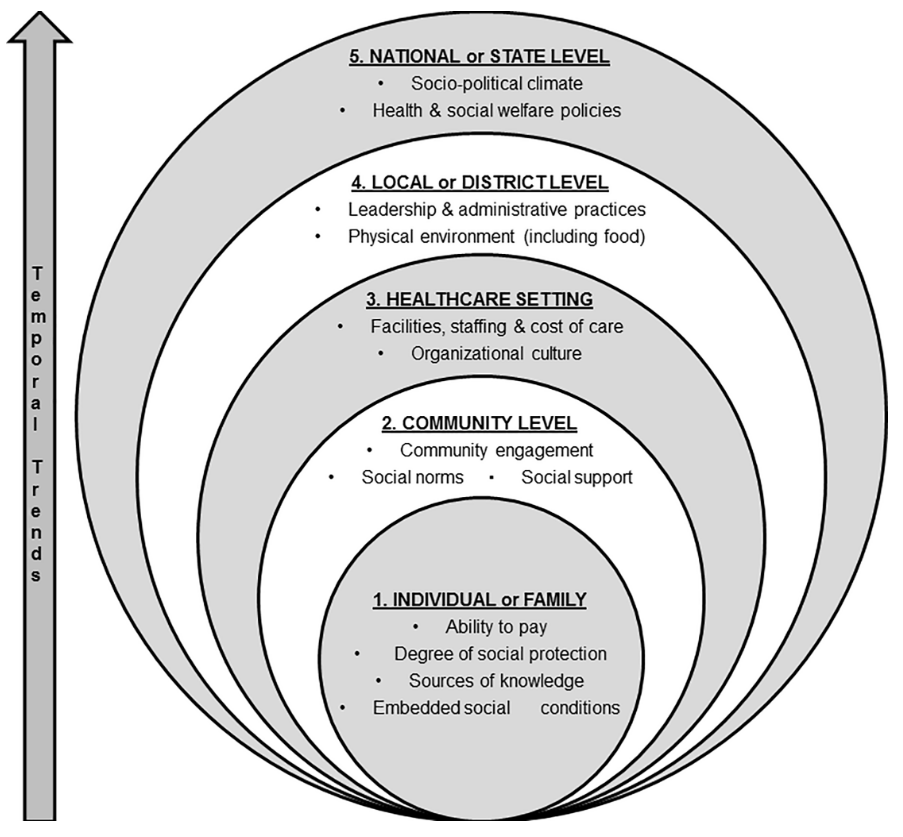 Temporal Trends
5. NATIONAL or STATE LEVEL
• Socio-political climate
• Health & social welfare policies
4. LOCAL or DISTRICT LEVEL
• Leadership & administrative practices
• Physical environment (including food)
3. HEALTHCARE SETTING
• Facilities, staffing & cost of care
• Organizational culture
2. COMMUNITY LEVEL
• Community engagement
• Social norms ▪ Social support
1. INDIVIDUAL or FAMILY
• Ability to pay
• Degree of social protection
• Sources of knowledge
• Embedded social conditions